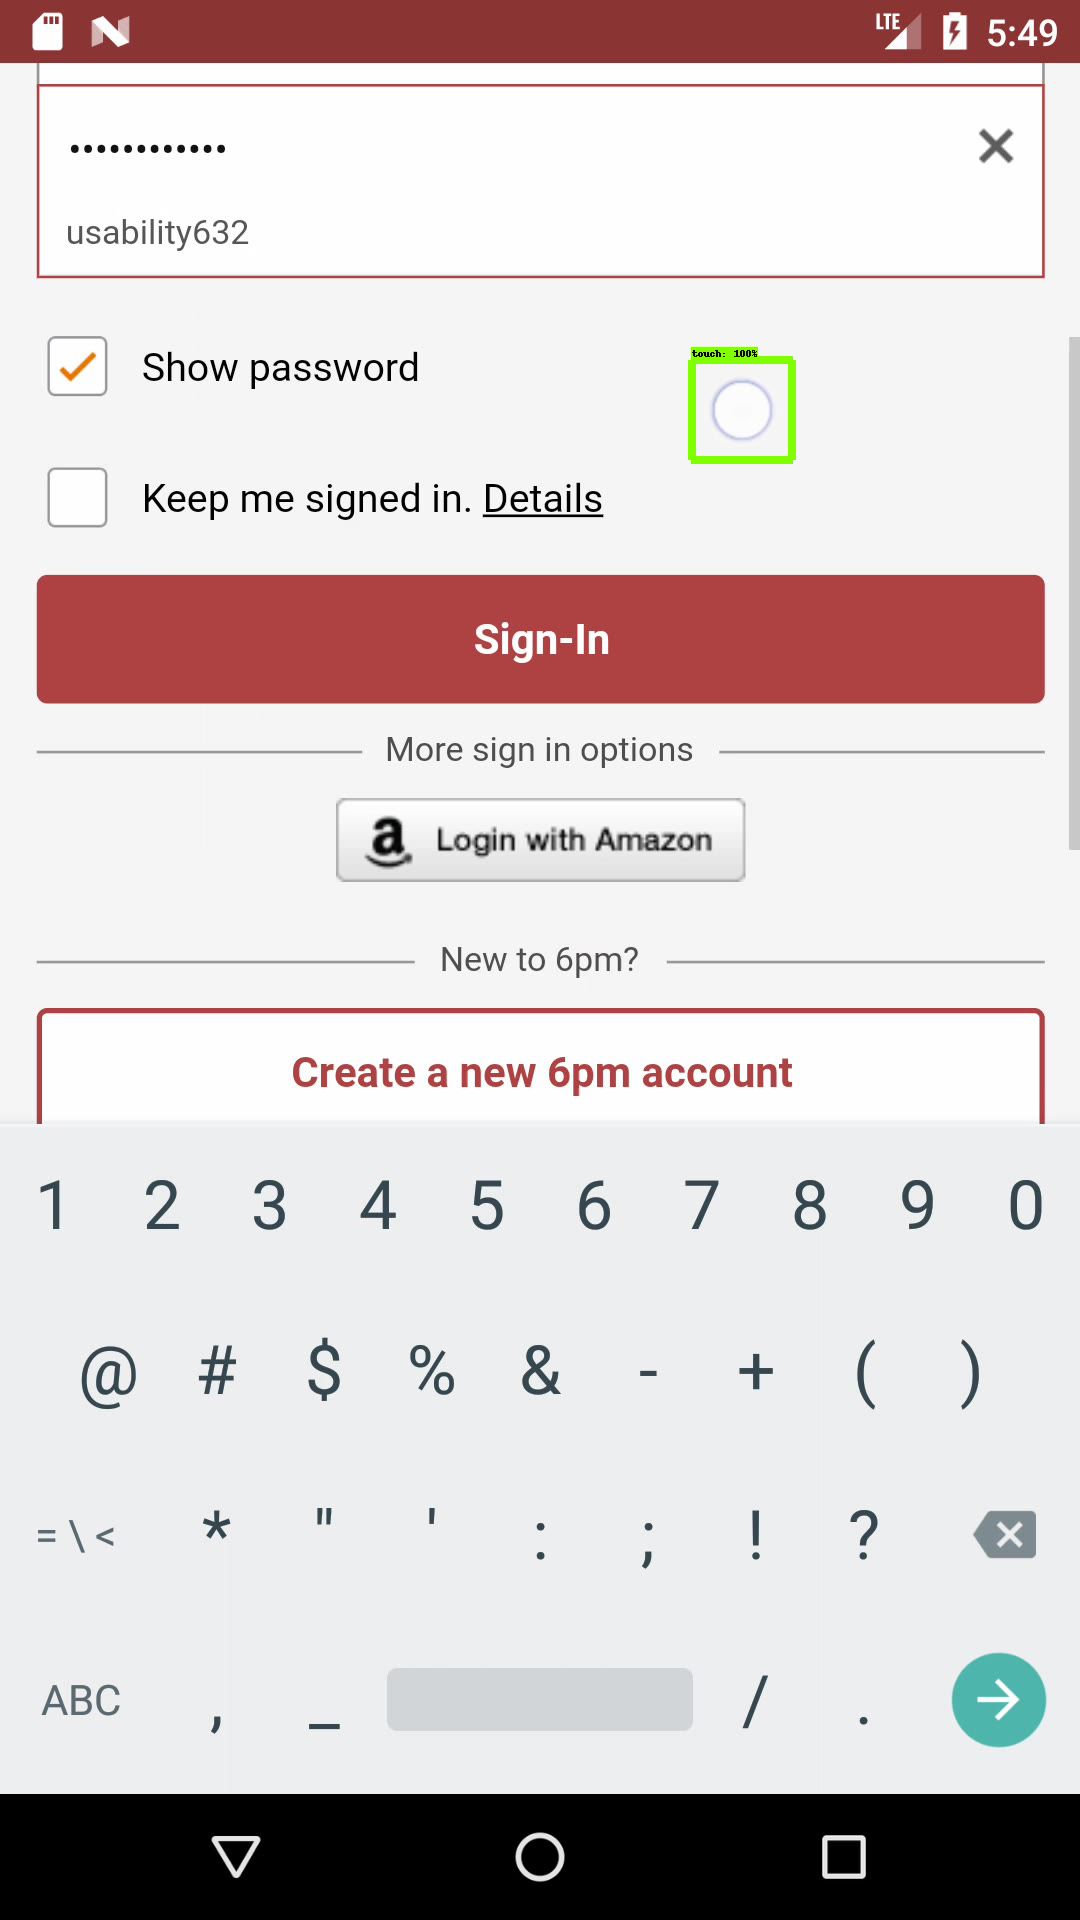 LTE 5:49
••••••••••••
usability632
Show password
touch: 100%
Keep me signed in. Details
Sign-In
More sign in options
a Login with Amazon
New to 6pm?
Create a new 6pm account
1 2 3 4 5 6 7 8 9 0
@ # $ % & - + ( )
= \ < * " ' : ; ! ?
ABC , _ / .